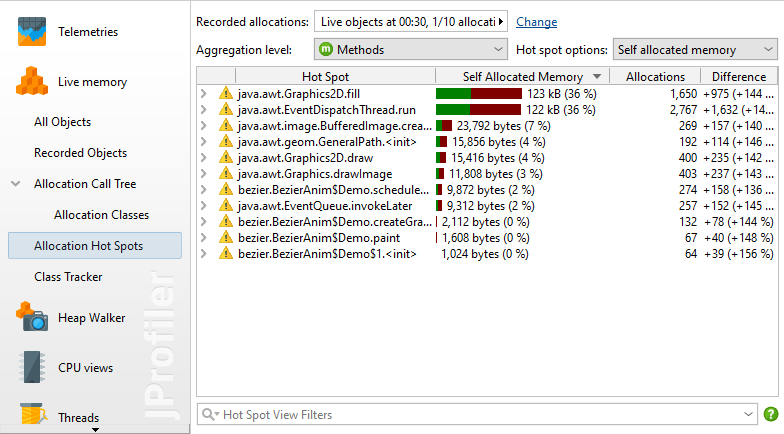 Telemetries
Live memory
All Objects
Recorded Objects
Allocation Call Tree
Allocation Classes
Allocation Hot Spots
Class Tracker
Heap Walker
CPU views
Threads
JProfiler
Recorded allocations: Live objects at 00:30, 1/10 allocati Change
Aggregation level: m Methods Hot spot options: Self allocated memory
Hot Spot Self Allocated Memory Allocations Difference
java.awt.Graphics2D.fill 123 kB (36 %) 1,650 +975 (+144 ...
java.awt.EventDispatchThread.run 122 kB (36 %) 2,767 +1,632 (+14...
java.awt.image.BufferedImage.crea... 23,792 bytes (7 %) 269 +157 (+140...
java.awt.geom.GeneralPath.<init> 15,856 bytes (4 %) 192 +114 (+146 ...
java.awt.Graphics2D.draw 15,416 bytes (4 %) 400 +235 (+142 ...
java.awt.Graphics.drawImage 11,808 bytes (3 %) 403 +237 (+143 ...
bezier.BezierAnim$Demo.schedule... 9,872 bytes (2 %) 274 +158 (+136...
java.awt.EventQueue.invokeLater 9,312 bytes (2 %) 257 +152 (+145...
bezier.BezierAnim$Demo.createGra... 2,112 bytes (0 %) 132 +78 (+144 %)
bezier.BezierAnim$Demo.paint 1,608 bytes (0 %) 67 +40 (+148 %)
bezier.BezierAnim$Demo$1.<init> 1,024 bytes (0 %) 64 +39 (+156 %)
Hot Spot View Filters ?